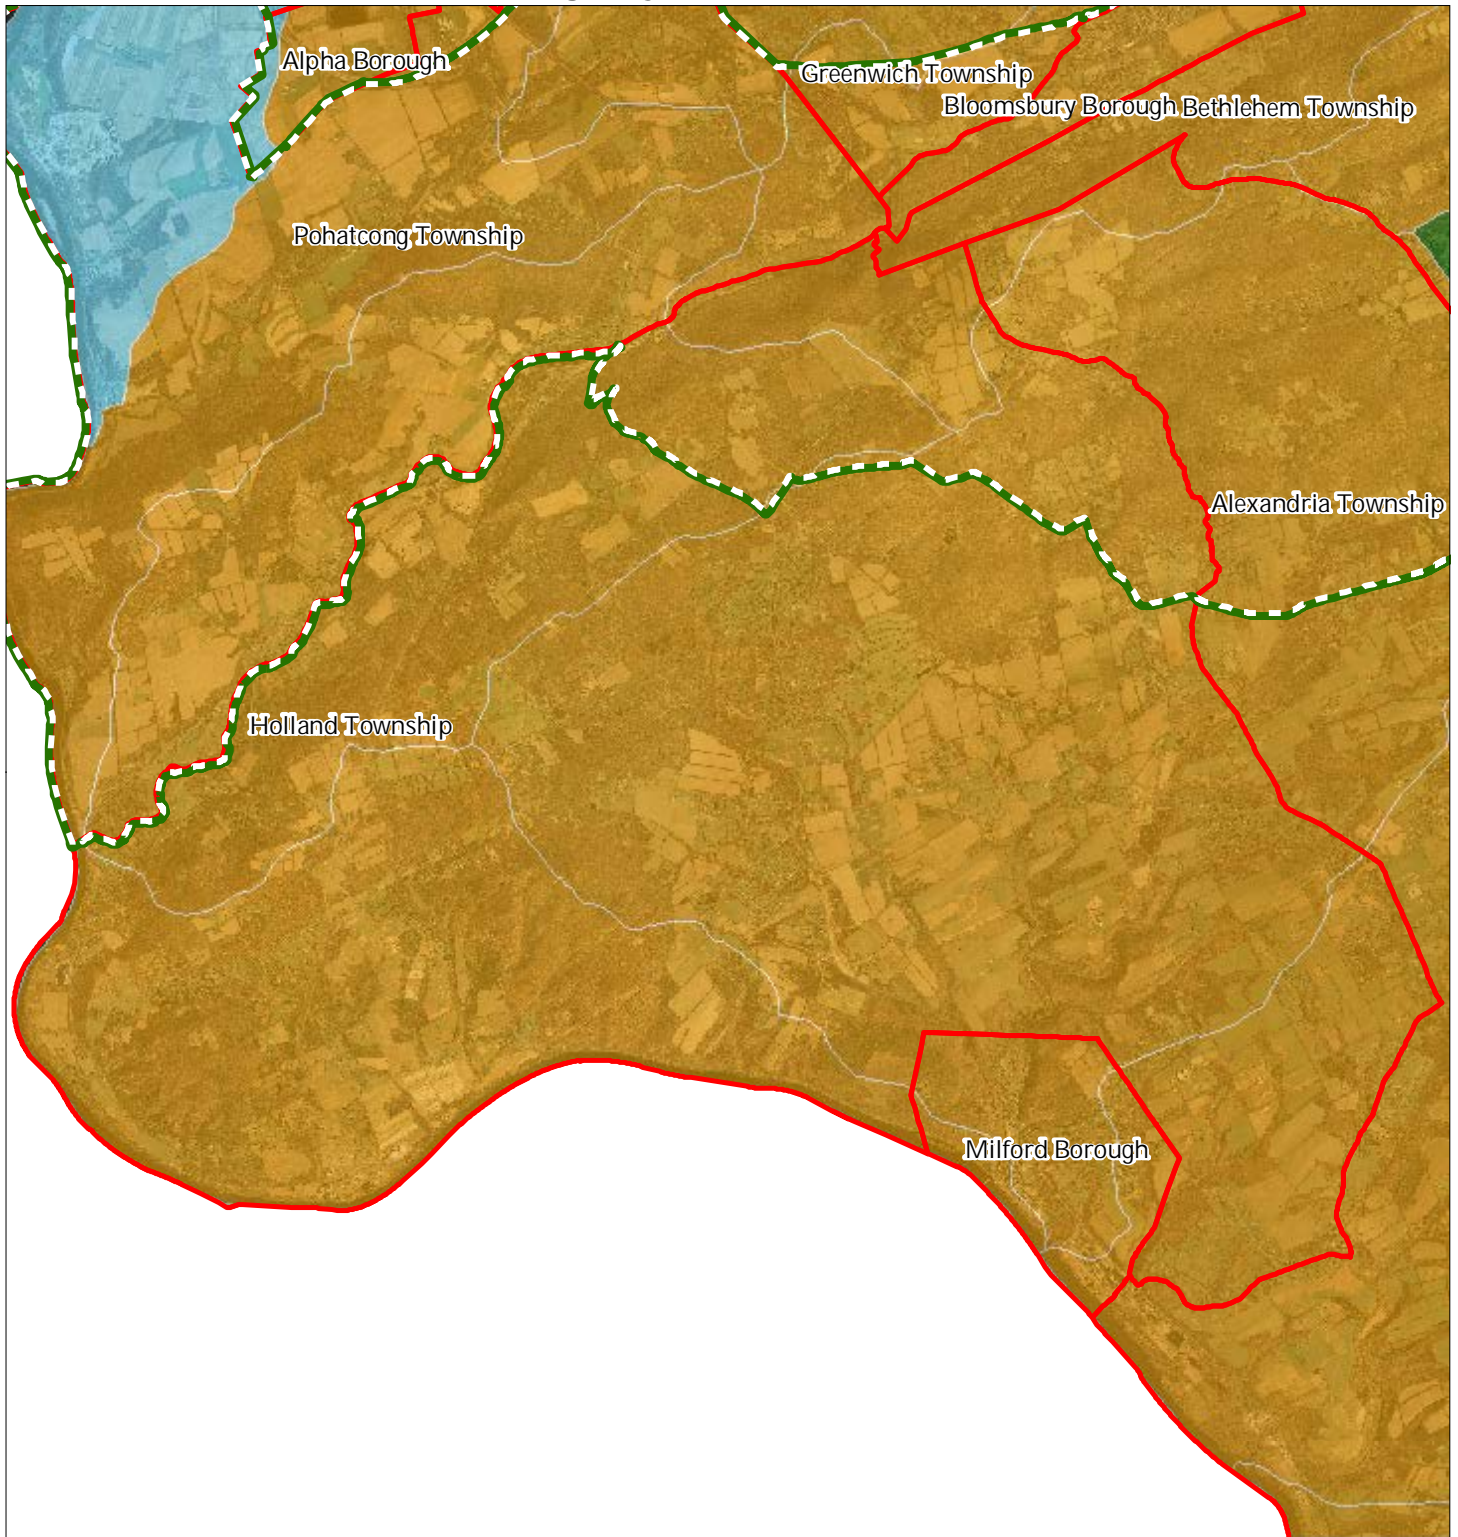 Alpha Borough
Greenwich Township
Bloomsbury Borough
Bethlehem Township
Pohatcong Township
Alexandria Township
Holland Township
Milford Borough